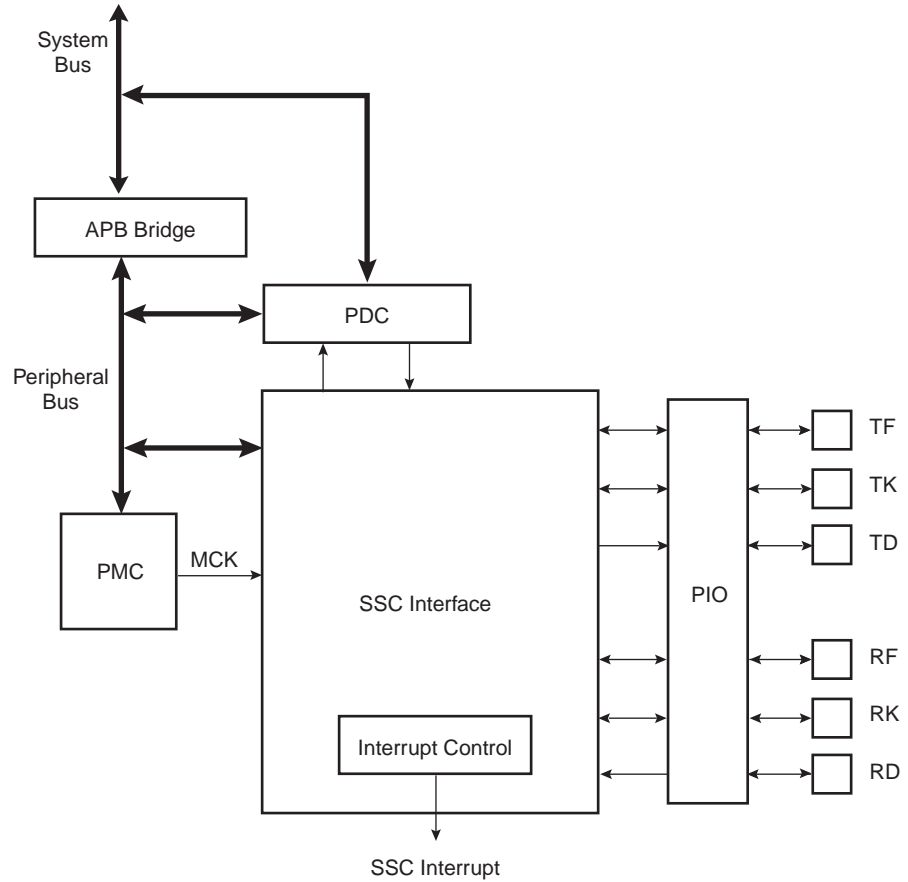 System
Bus
APB Bridge
PDC
Peripheral
Bus
TF
TK
PMC
MCK
TD
SSC Interface
PIO
RF
RK
Interrupt Control
RD
SSC Interrupt